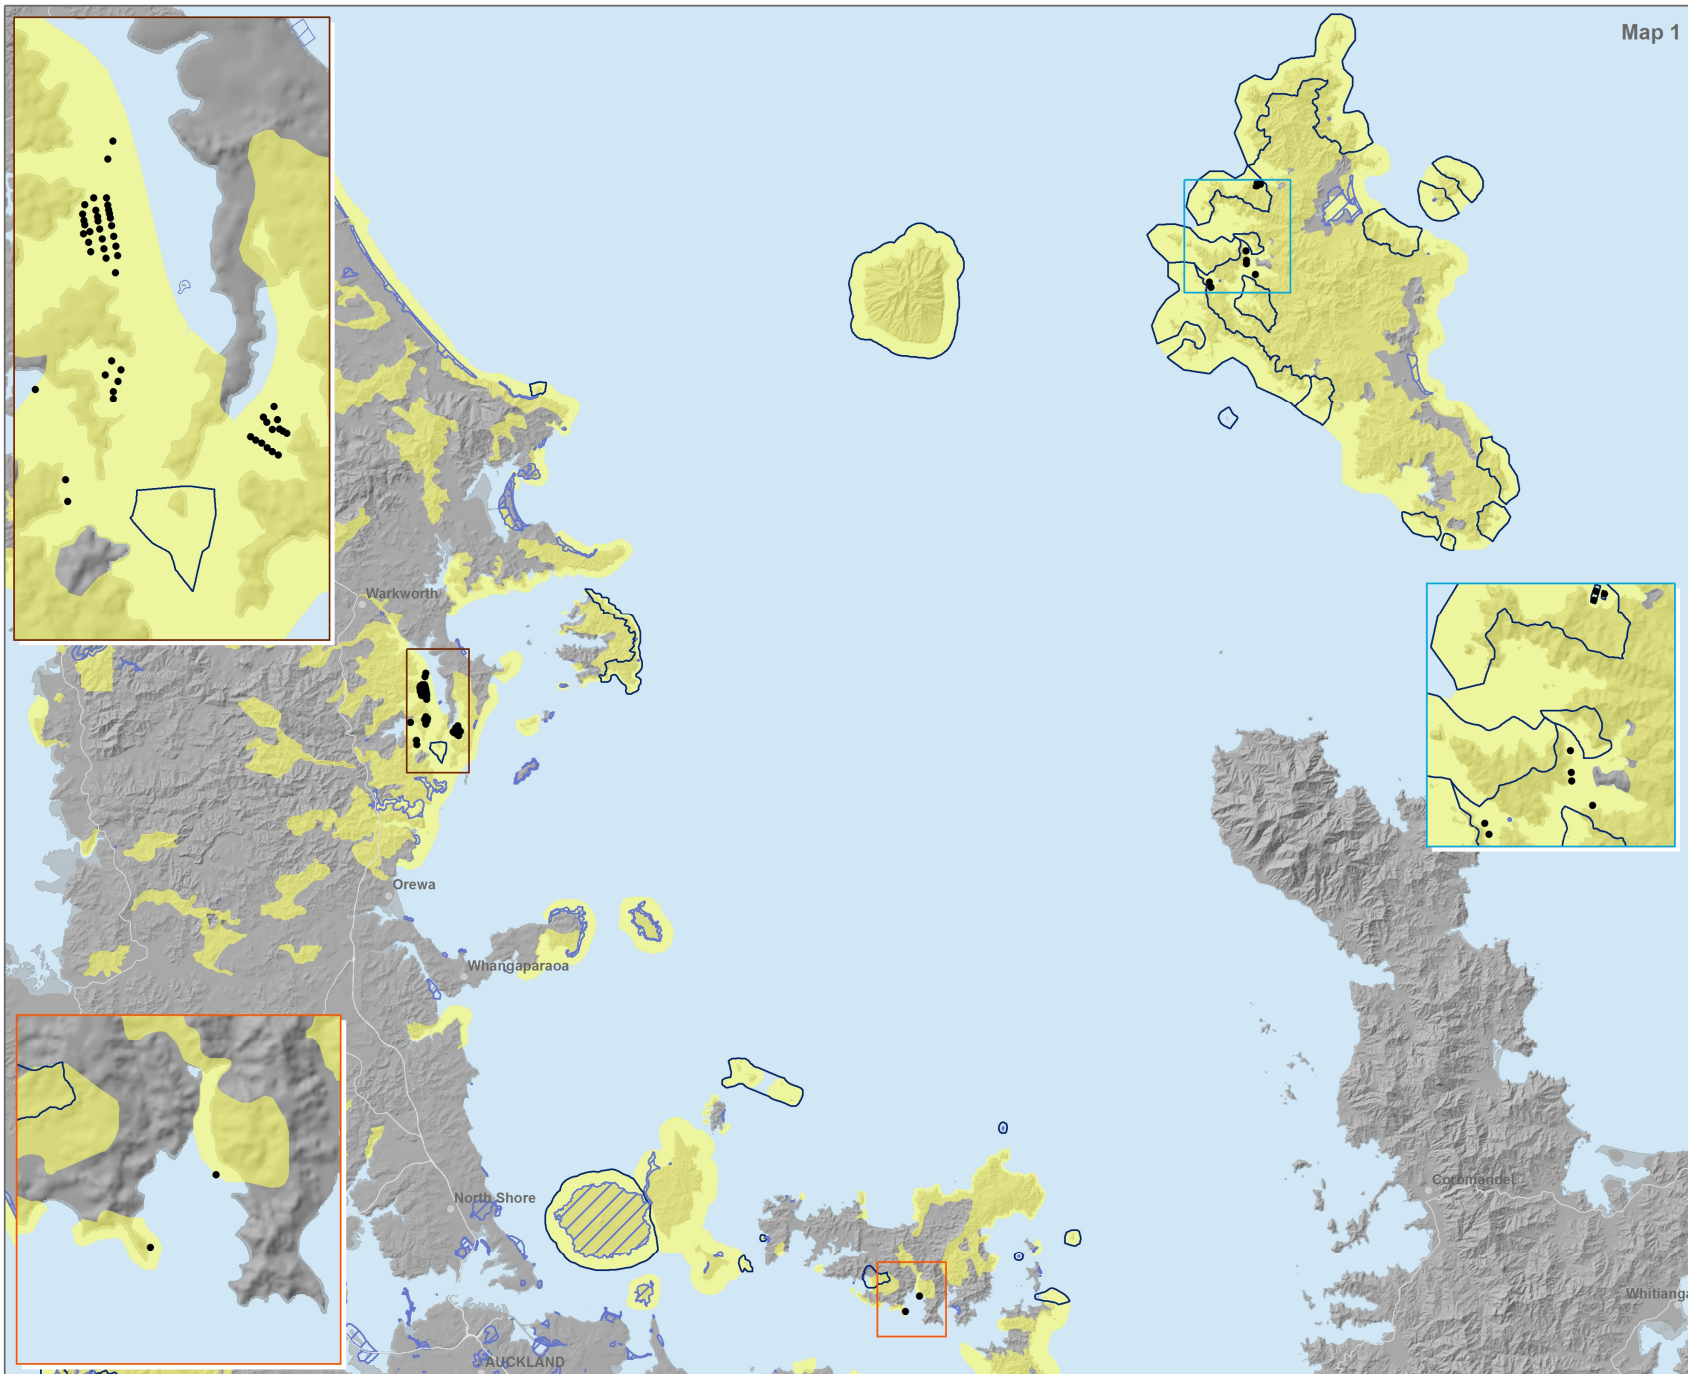 Map 1
Warkworth
Orewa
Whangaparaoa
Coromandel
North Shore
Whitianga
AUCKLAND